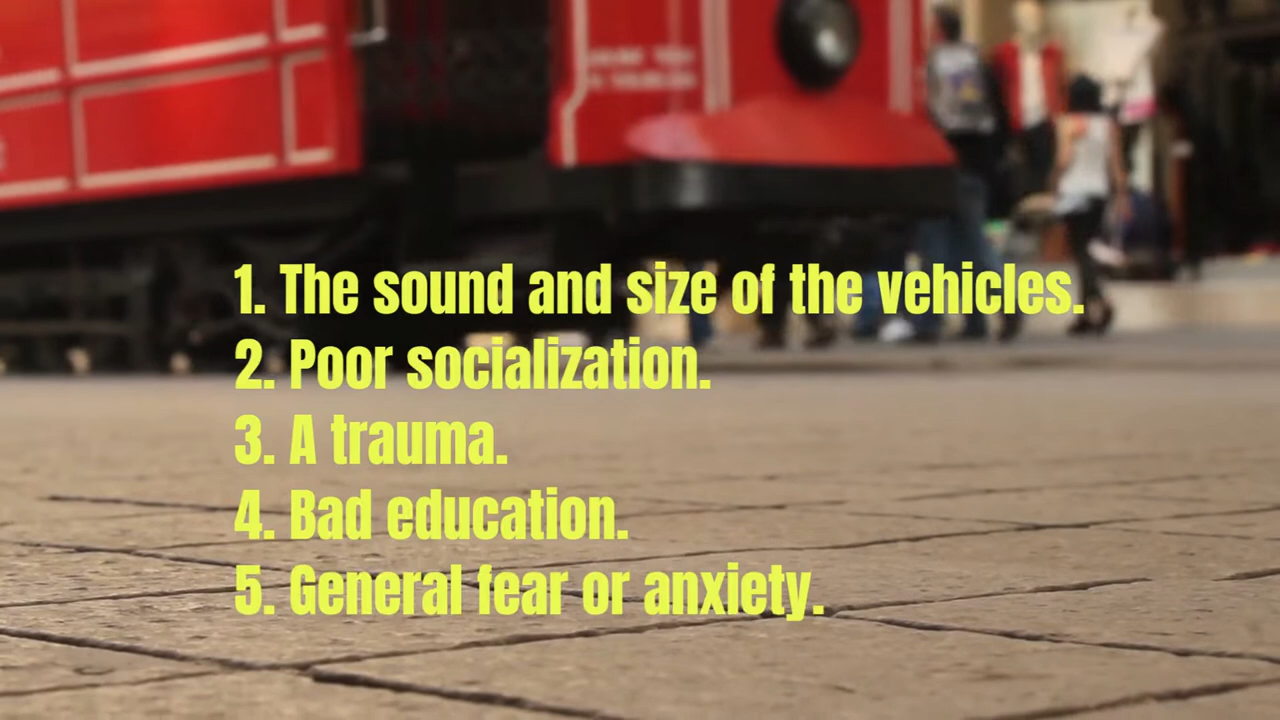 1. The sound and size of the vehicles.
2. Poor socialization.
3. A trauma.
4. Bad education.
5. General fear or anxiety.